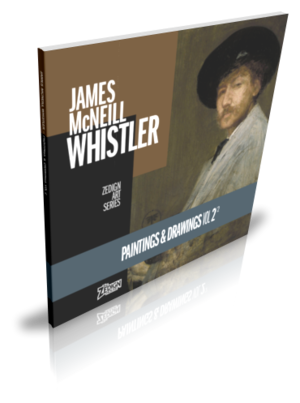 JAMES
McNEILL
WHISTLER
ZEDIGN
ART
SERIES
PAINTINGS & DRAWINGS VOL 2
ZEDIGN